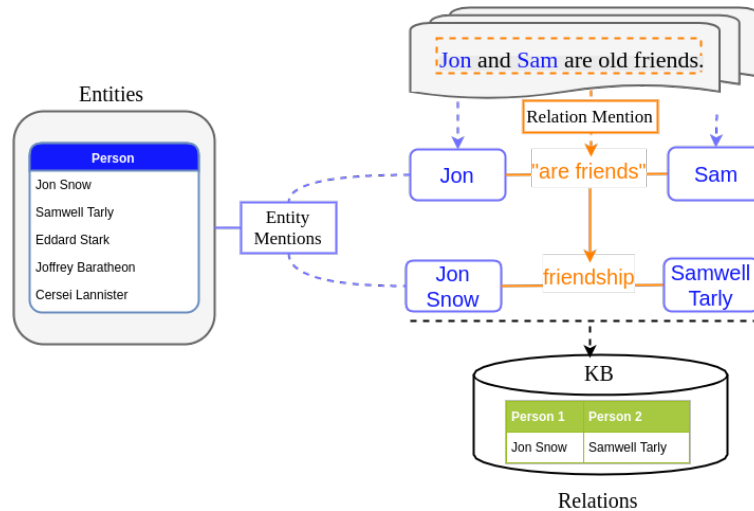 Jon and Sam are old friends.
Entities
Relation Mention
Person
Jon Snow
Samwell Tarly
Eddard Stark
Joffrey Baratheon
Cersei Lannister
Entity
Mentions
Jon
"are friends"
Sam
Jon
Snow
friendship
Samwell
Tarly
KB
Person 1 Person 2
Jon Snow Samwell Tarly
Relations